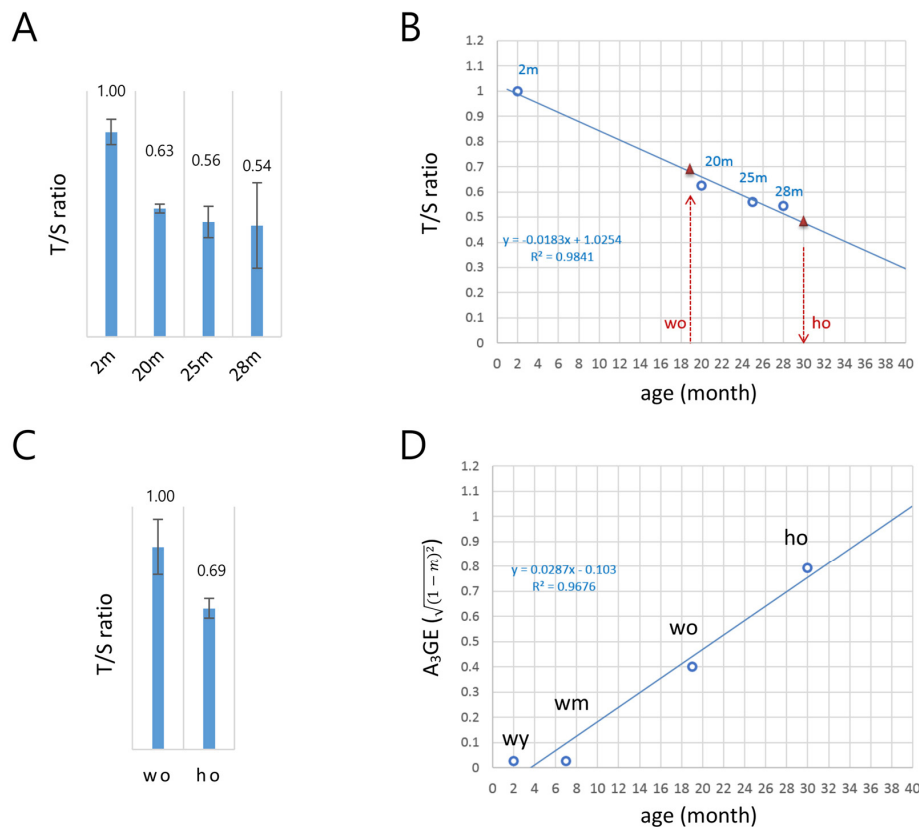 A
1.00
0.63
0.56
0.54
T/S ratio
2m
20m
25m
28m
B
1.2
1.1
1
0.9
0.8
0.7
0.6
0.5
0.4
0.3
0.2
0.1
0
T/S ratio
2m
20m
25m
28m
y = -0.0183x + 1.0254
R² = 0.9841
wo
ho
0 2 4 6 8 10 12 14 16 18 20 22 24 26 28 30 32 34 36 38 40
age (month)
C
1.00
0.69
T/S ratio
wo
ho
D
1.2
1.1
1
0.9
0.8
0.7
0.6
0.5
0.4
0.3
0.2
0.1
0
A₃GE (√(1 − m)²)
y = 0.0287x - 0.103
R² = 0.9676
ho
wo
wm
wy
0 2 4 6 8 10 12 14 16 18 20 22 24 26 28 30 32 34 36 38 40
age (month)